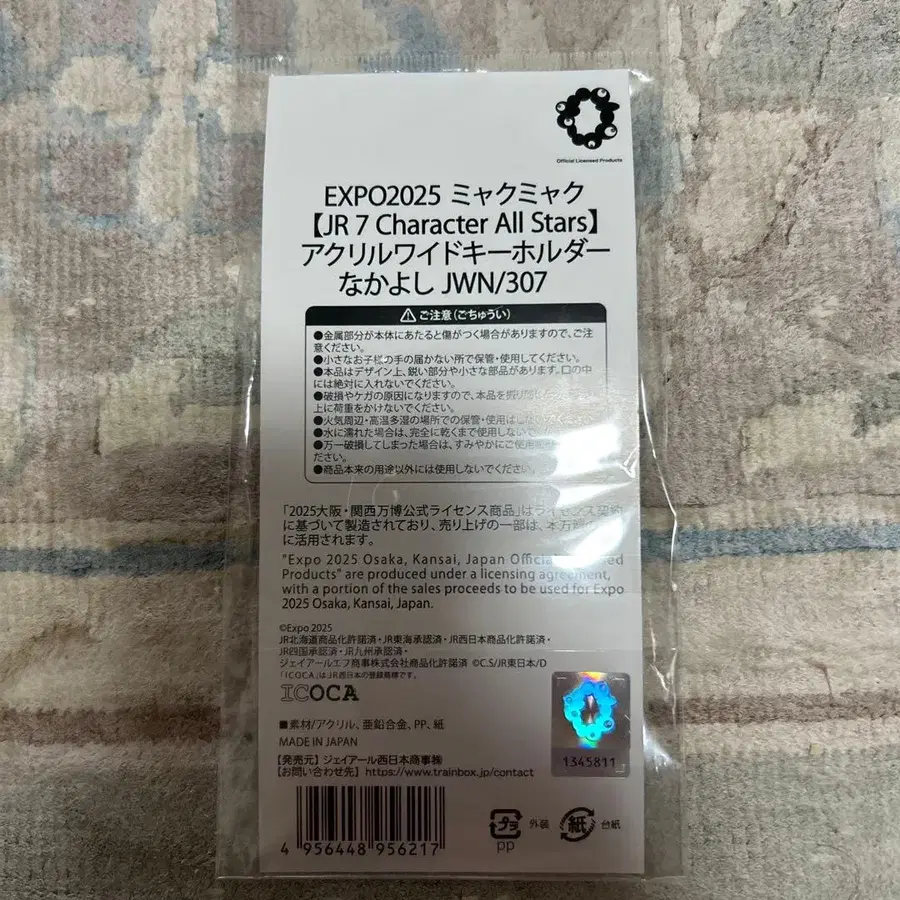 Official Licensed Products
EXPO2025 ミャクミャク
【JR 7 Character All Stars】
アクリルワイドキーホルダー
なかよし JWN/307
⚠ ご注意(ごちゅうい)
●金属部分が本体にあたると傷がつく場合がありますので、ご注
意ください。
●小さなお子様の手の届かない所で保管・使用してください。
●本品はデザイン上、鋭い部分や小さな部品があります。口の中
には絶対に入れないでください。
●破損やケガの原因になりますので、本品を振り
上に荷重をかけないでください。
●火気周辺・高温多湿の場所での保管・使用は
●水に濡れた場合は、完全に乾くまで使用しない
●万一破損してしまった場合は、すみやかにご使用
ださい。
●商品本来の用途以外には使用しないでください。
「2025大阪・関西万博公式ライセンス商品」はライセンス契約
に基づいて製造されており、売り上げの一部は、本万博の
に活用されます。
"Expo 2025 Osaka, Kansai, Japan Official
Products" are produced under a licensing agreement,
with a portion of the sales proceeds to be used for Expo
2025 Osaka, Kansai, Japan.
©Expo 2025
JR北海道商品化許諾済・JR東海承認済・JR西日本商品化許諾済・
JR四国承認済・JR九州承認済・
ジェイアールエフ商事株式会社商品化許諾済 ©C.S/JR東日本/D
「ICOCA」はJR西日本の登録商標です。
ICOCA
■素材/アクリル、亜鉛合金、PP、紙
MADE IN JAPAN
【発売元】ジェイアール西日本商事㈱
【お問い合わせ先】https://www.trainbox.jp/contact
1345811
4 956448 956217
プラ 外装 紙 台紙
PP